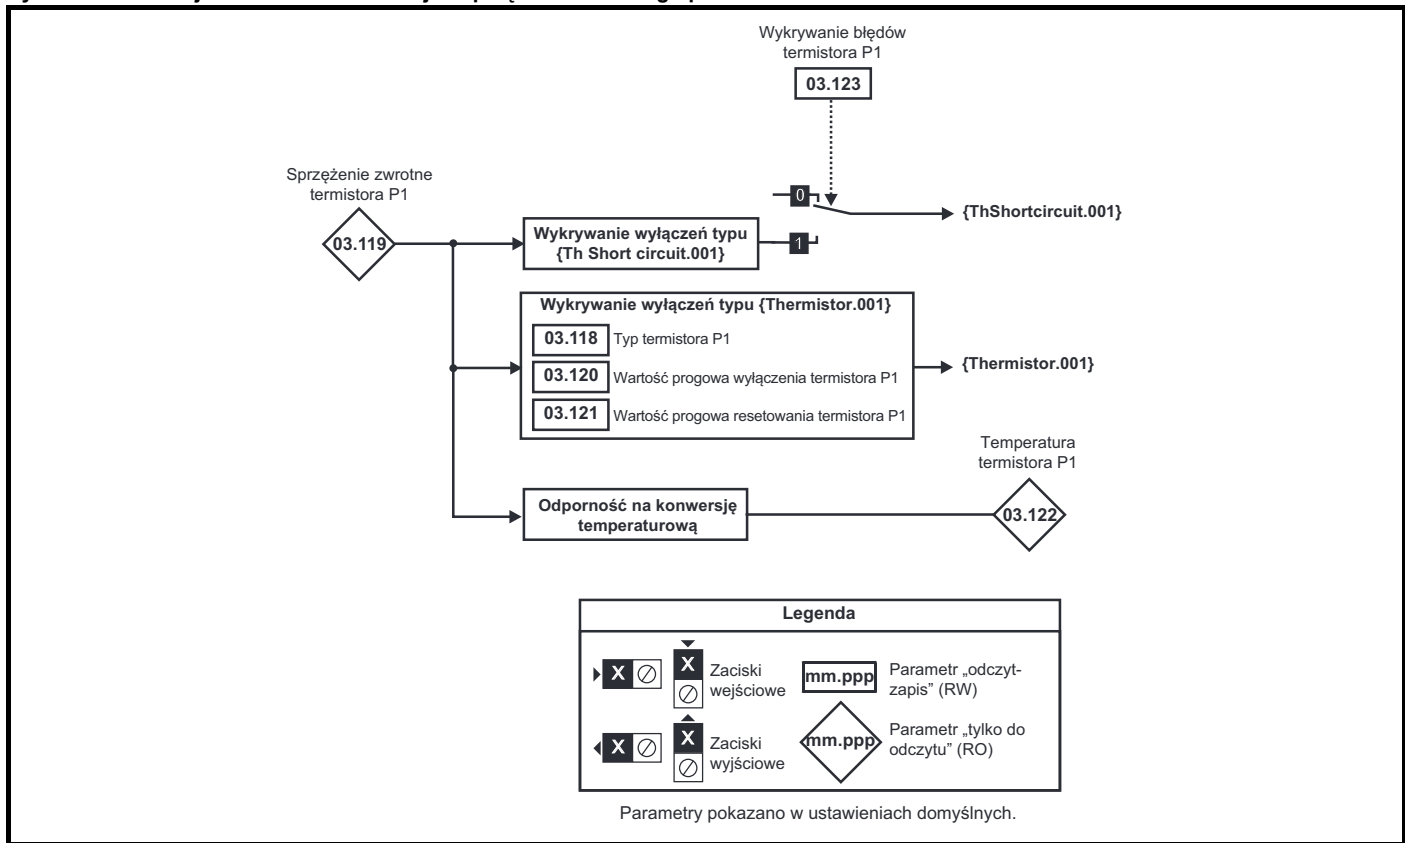 Wykrywanie błędów
termistora P1
03.123
Sprzężenie zwrotne
termistora P1
03.119
0
{ThShortcircuit.001}
Wykrywanie wyłączeń typu
{Th Short circuit.001}
1
Wykrywanie wyłączeń typu {Thermistor.001}
03.118 Typ termistora P1
03.120 Wartość progowa wyłączenia termistora P1
03.121 Wartość progowa resetowania termistora P1
{Thermistor.001}
Temperatura
termistora P1
Odporność na konwersję
temperaturową
03.122
Legenda
X
X
Zaciski
wejściowe
mm.ppp
Parametr „odczyt-
zapis” (RW)
X
X
Zaciski
wyjściowe
mm.ppp
Parametr „tylko do
odczytu” (RO)
Parametry pokazano w ustawieniach domyślnych.